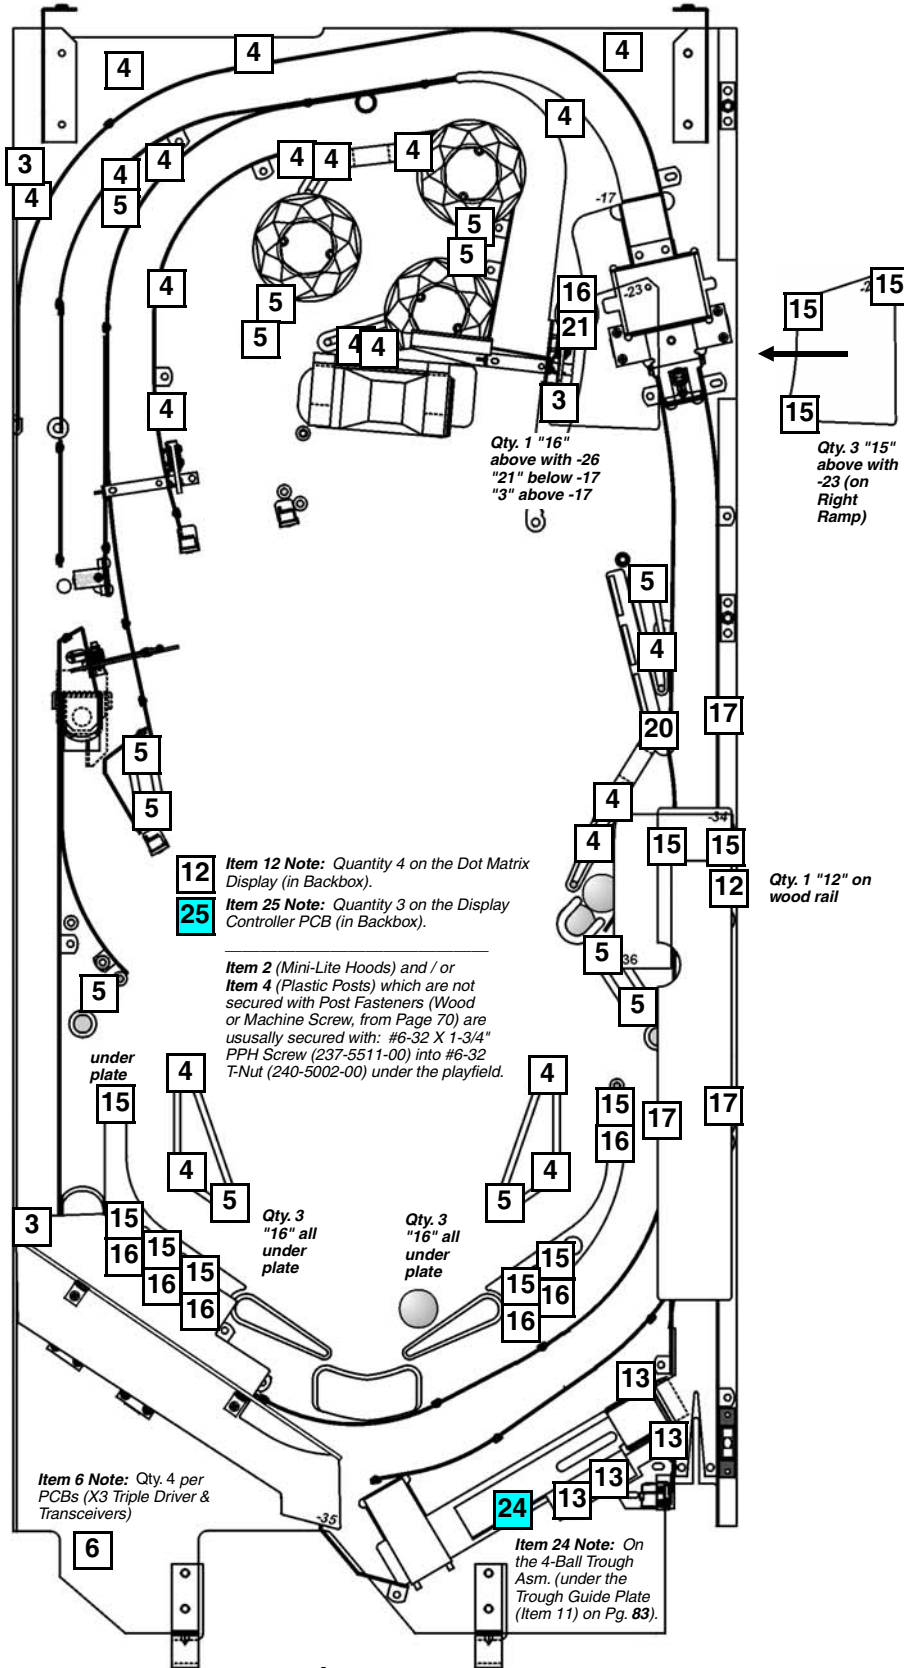 4
4
4
4
3
4
4
4
4
4
4
4
5
-17
5
5
4
16
-23
15
15
5
21
5
4
4
3
15
4
Qty. 1 "16"
above with -26
"21" below -17
"3" above -17
Qty. 3 "15"
above with
-23 (on
Right
Ramp)
5
4
17
20
5
5
4
4
-34
15
15
12
Item 12 Note: Quantity 4 on the Dot Matrix
Display (in Backbox).
12
Qty. 1 "12" on
wood rail
25
Item 25 Note: Quantity 3 on the Display
Controller PCB (in Backbox).
5
36
Item 2 (Mini-Lite Hoods) and / or
Item 4 (Plastic Posts) which are not
secured with Post Fasteners (Wood
or Machine Screw, from Page 70) are
ususally secured with: #6-32 X 1-3/4"
PPH Screw (237-5511-00) into #6-32
T-Nut (240-5002-00) under the playfield.
5
5
under
plate
4
4
15
15
17
17
16
4
4
5
5
3
15
16
15
16
15
16
Qty. 3
"16" all
under
plate
Qty. 3
"16" all
under
plate
15
16
15
16
13
13
13
13
Item 6 Note: Qty. 4 per
PCBs (X3 Triple Driver &
Transceivers)
-35
24
6
Item 24 Note: On
the 4-Ball Trough
Asm. (under the
Trough Guide Plate
(Item 11) on Pg. 83).